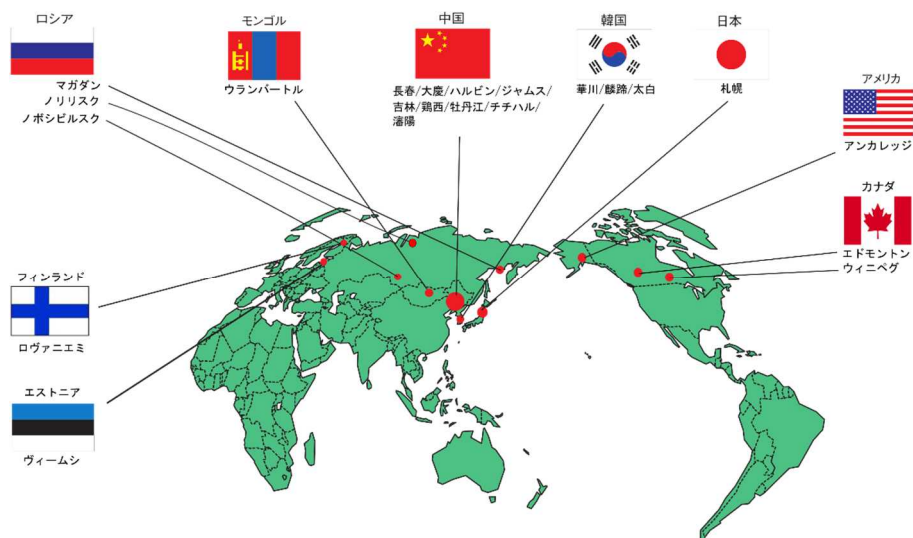 ロシア
マガダン
ノリリスク
ノボシビルスク
モンゴル
ウランバートル
中国
長春/大慶/ハルビン/ジャムス/
吉林/鶏西/牡丹江/チチハル/
瀋陽
韓国
華川/麟蹄/太白
日本
札幌
アメリカ
アンカレッジ
カナダ
エドモントン
ウィニペグ
フィンランド
ロヴァニエミ
エストニア
ヴィームシ